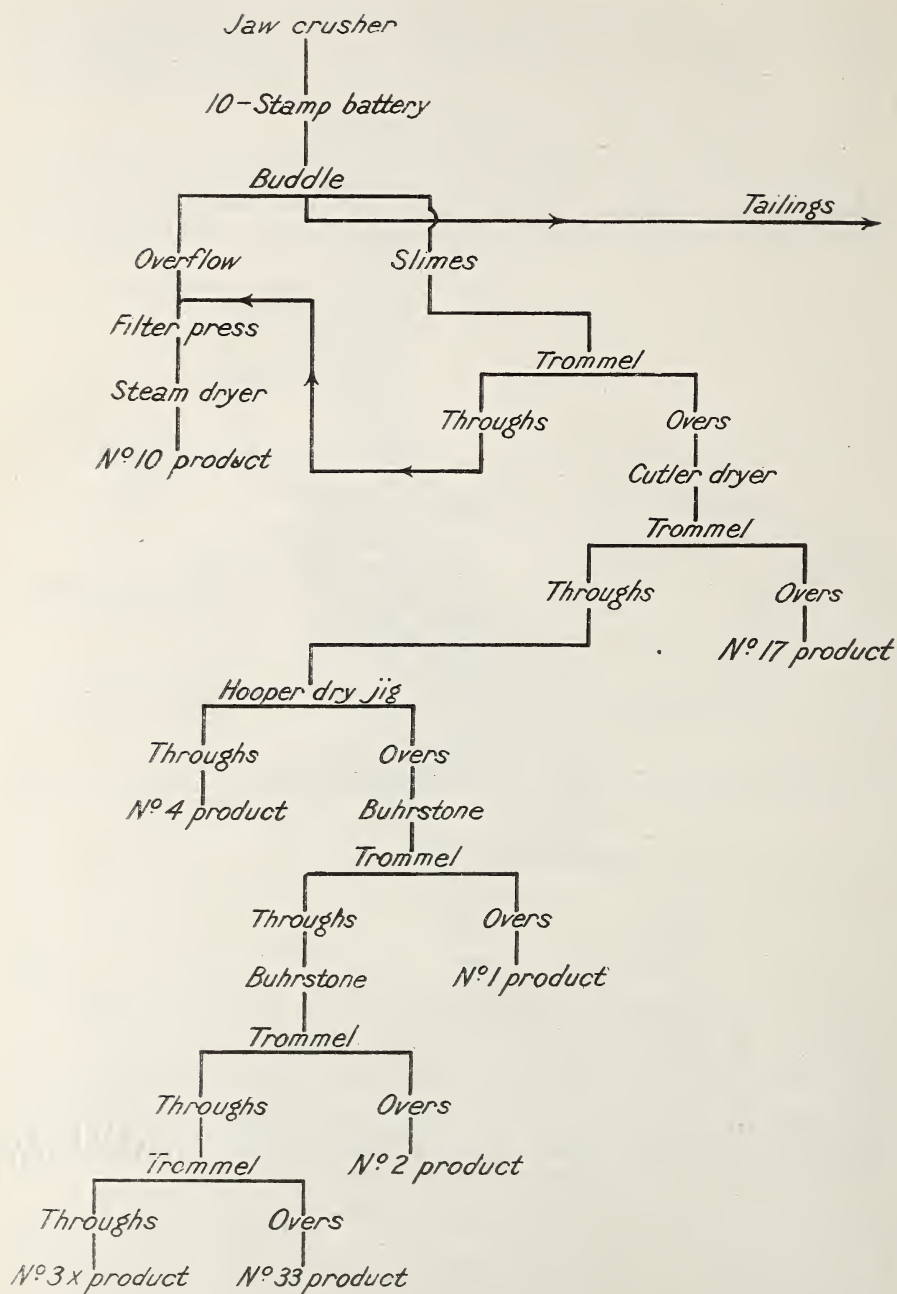 Jaw crusher
10-Stamp battery
Buddle
Tailings
Overflow
Slimes
Filter press
Trommel
Steam dryer
Throughs
Overs
Nº 10 product
Cutler dryer
Trommel
Throughs
Overs
Nº 17 product
Hooper dry jig
Throughs
Overs
Nº 4 product
Buhrstone
Trommel
Throughs
Overs
Buhrstone
Nº 1 product
Trommel
Throughs
Overs
Trommel
Nº 2 product
Throughs
Overs
Nº 3x product
Nº 33 product